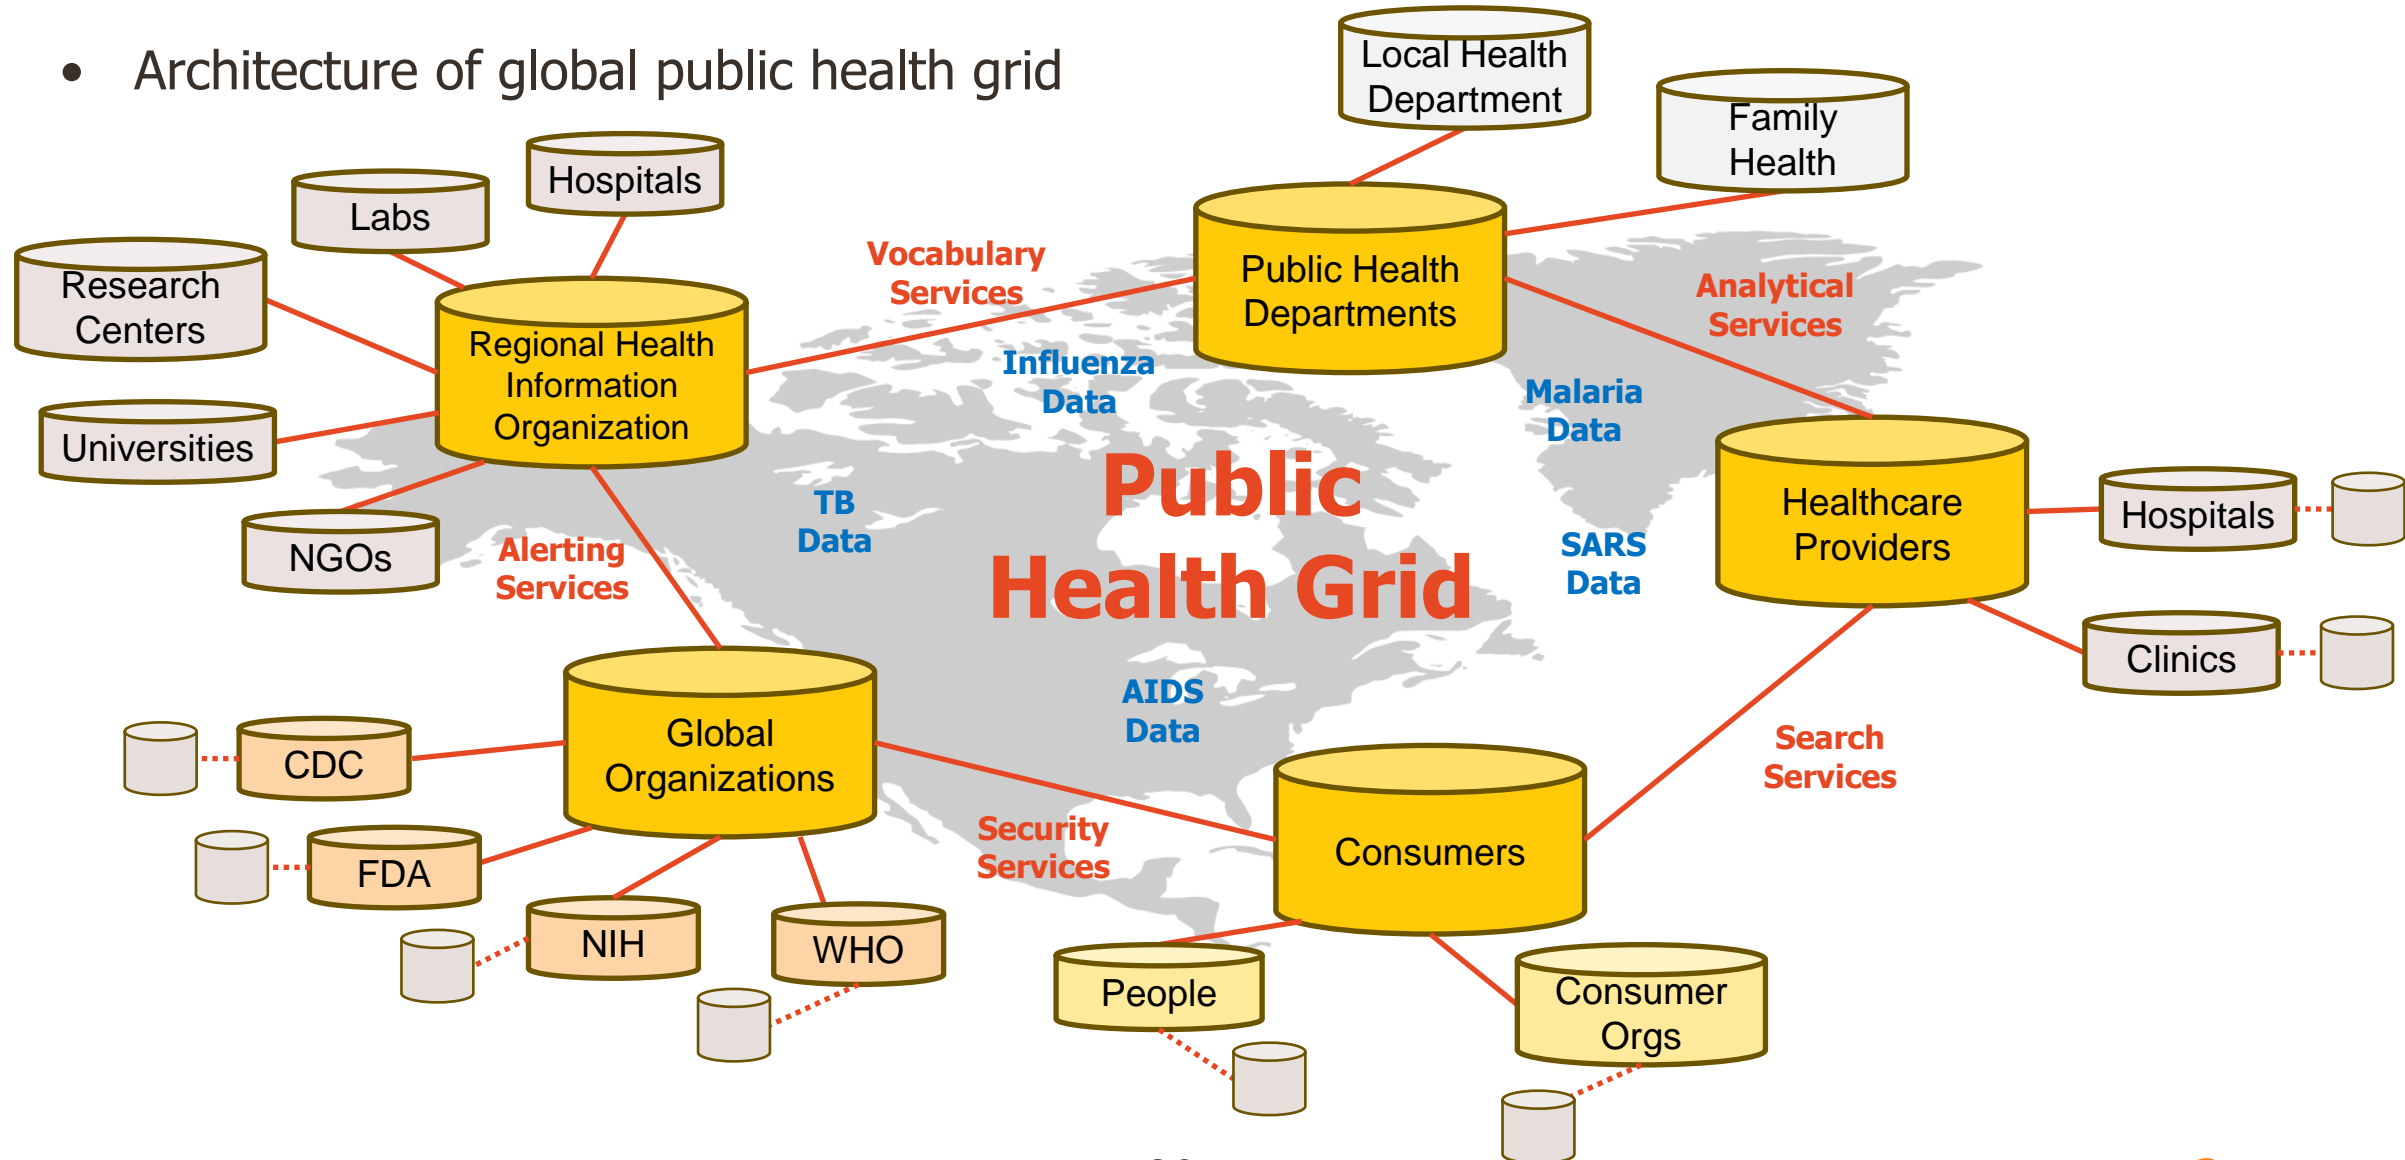 • Architecture of global public health grid
Local Health
Department
Family
Health
Hospitals
Labs
Research
Centers
Universities
NGOs
Regional Health
Information
Organization
Vocabulary
Services
Public Health
Departments
Analytical
Services
Influenza
Data
Malaria
Data
TB
Data
Public
Health Grid
SARS
Data
Healthcare
Providers
Hospitals
Clinics
Alerting
Services
AIDS
Data
Global
Organizations
CDC
FDA
NIH
WHO
Security
Services
Consumers
Search
Services
People
Consumer
Orgs